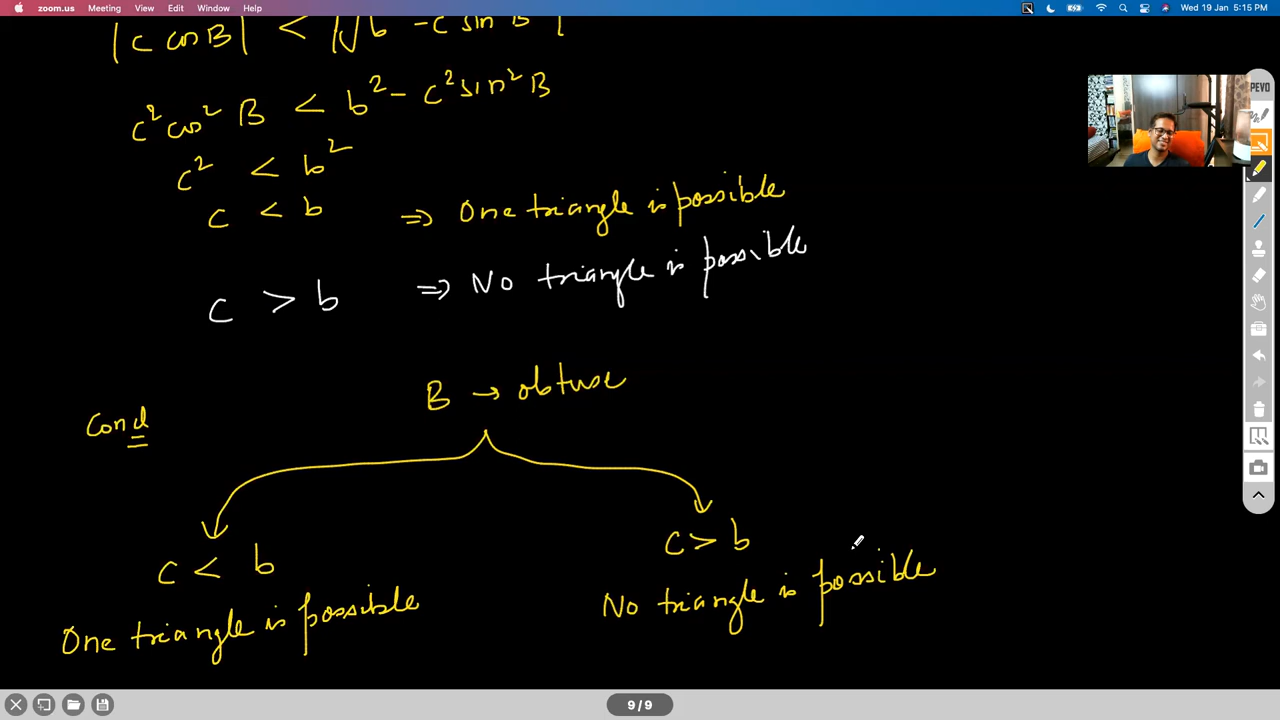 zoom.us Meeting View Edit Window Help Wed 19 Jan 5:15 PM
|c cos B| < |√b - c sin B|
c² cos² B < b² - c² sin² B
c² < b²
c < b ⇒ One triangle is possible
c > b ⇒ No triangle is possible
B → obtuse
Cond
c < b c > b
One triangle is possible No triangle is possible
9/9